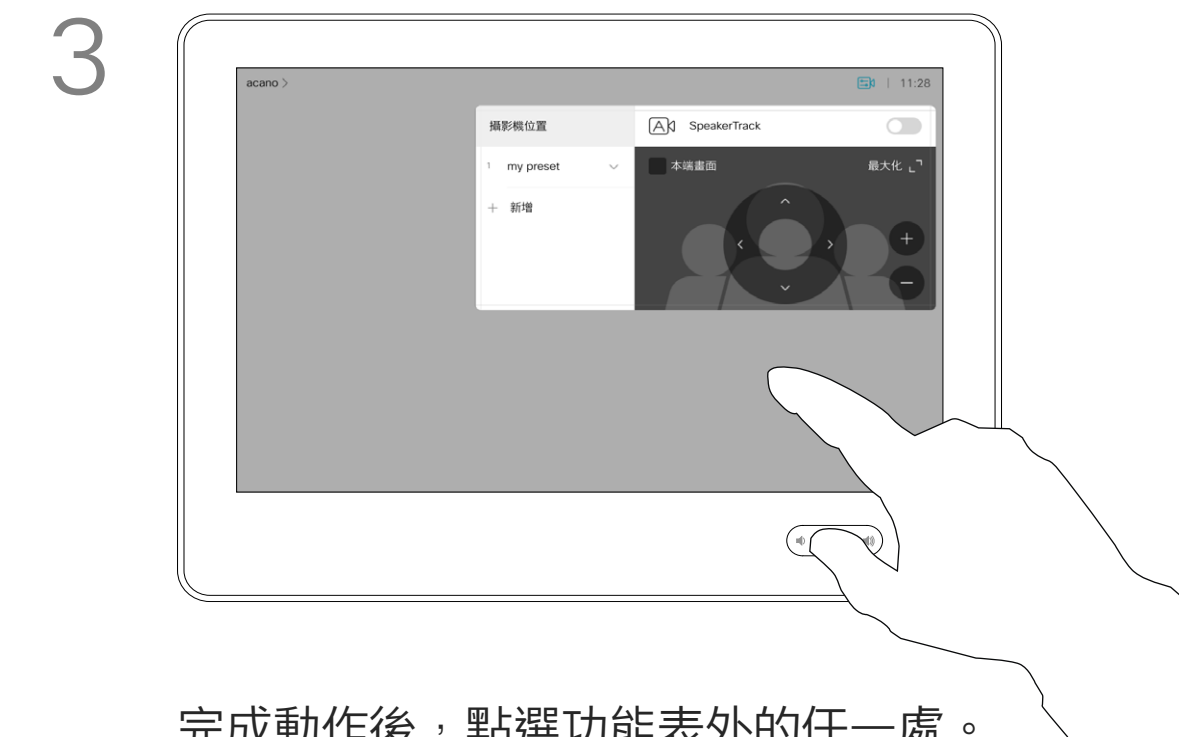 3
acano >
11:28
攝影機位置
SpeakerTrack
1 my preset
本端畫面
最大化
+ 新增
完成動作後，點選功能表外的任一處。